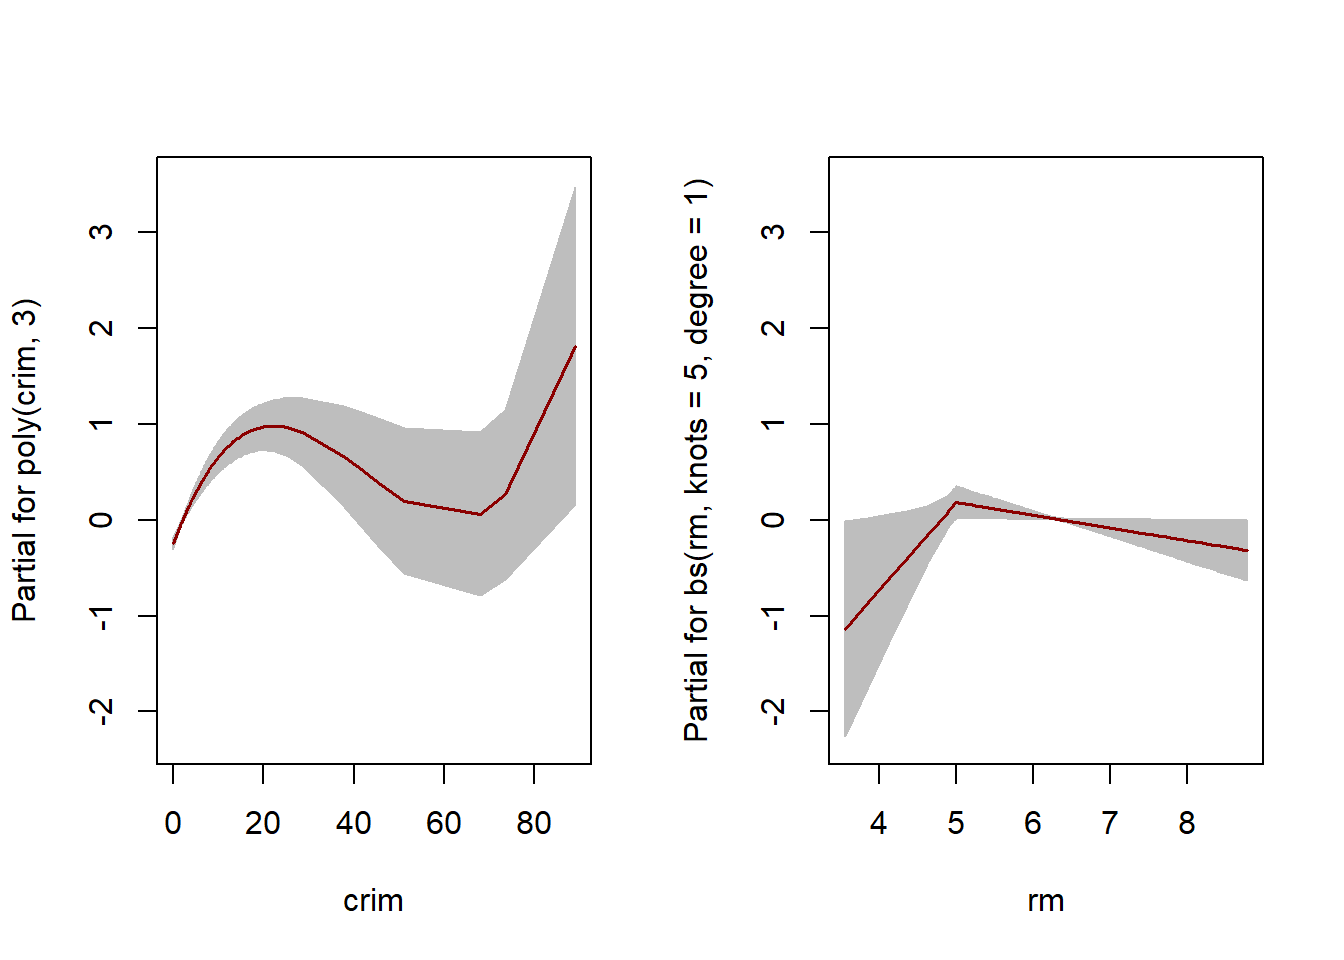 Partial for poly(crim, 3)
3
2
1
0
-1
-2
0 20 40 60 80
crim
Partial for bs(rm, knots = 5, degree = 1)
3
2
1
0
-1
-2
4 5 6 7 8
rm